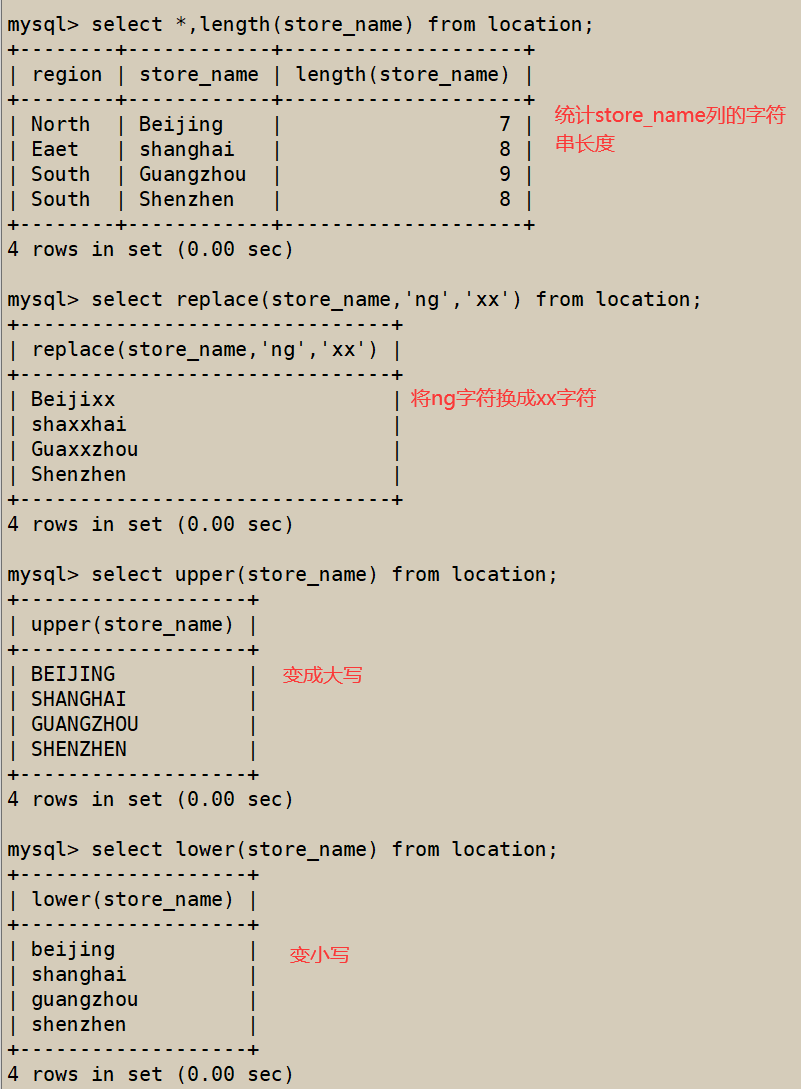 mysql> select *,length(store_name) from location;
+--------+------------+--------------------+
| region | store_name | length(store_name) |
+--------+------------+--------------------+
| North  | Beijing    |                  7 |
| Eaet   | shanghai   |                  8 |
| South  | Guangzhou  |                  9 |
| South  | Shenzhen   |                  8 |
+--------+------------+--------------------+
统计store_name列的字符
串长度
4 rows in set (0.00 sec)

mysql> select replace(store_name,'ng','xx') from location;
+-------------------------------+
| replace(store_name,'ng','xx') |
+-------------------------------+
| Beijixx                       | 将ng字符换成xx字符
| shaxxhai                      |
| Guaxxzhou                     |
| Shenzhen                      |
+-------------------------------+
4 rows in set (0.00 sec)

mysql> select upper(store_name) from location;
+-------------------+
| upper(store_name) |
+-------------------+
| BEIJING           | 变成大写
| SHANGHAI          |
| GUANGZHOU         |
| SHENZHEN          |
+-------------------+
4 rows in set (0.00 sec)

mysql> select lower(store_name) from location;
+-------------------+
| lower(store_name) |
+-------------------+
| beijing           | 变小写
| shanghai          |
| guangzhou         |
| shenzhen          |
+-------------------+
4 rows in set (0.00 sec)